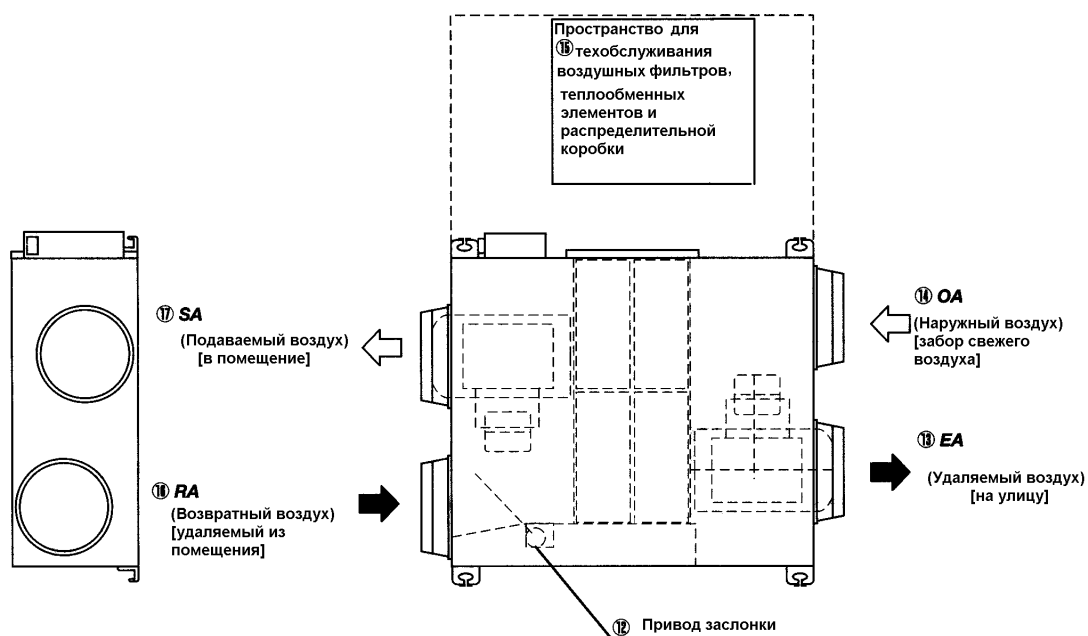 Пространство для
⑮ техобслуживания
воздушных фильтров,
теплообменных
элементов и
распределительной
коробки
⑰ SA
(Подаваемый воздух)
[в помещение]
⑭ OA
(Наружный воздух)
[забор свежего
воздуха]
⑯ RA
(Возвратный воздух)
[удаляемый из
помещения]
⑬ EA
(Удаляемый воздух)
[на улицу]
⑫ Привод заслонки